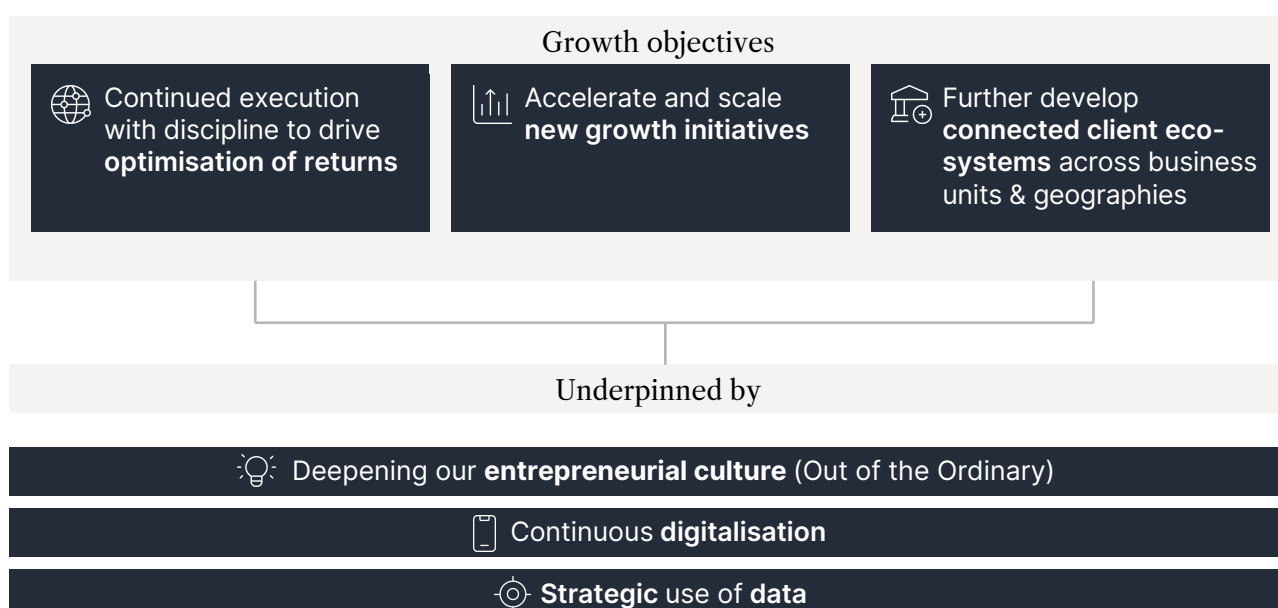 Growth objectives
Continued execution
with discipline to drive
optimisation of returns
Accelerate and scale
new growth initiatives
Further develop
connected client eco-
systems across business
units & geographies
Underpinned by
Deepening our entrepreneurial culture (Out of the Ordinary)
Continuous digitalisation
Strategic use of data